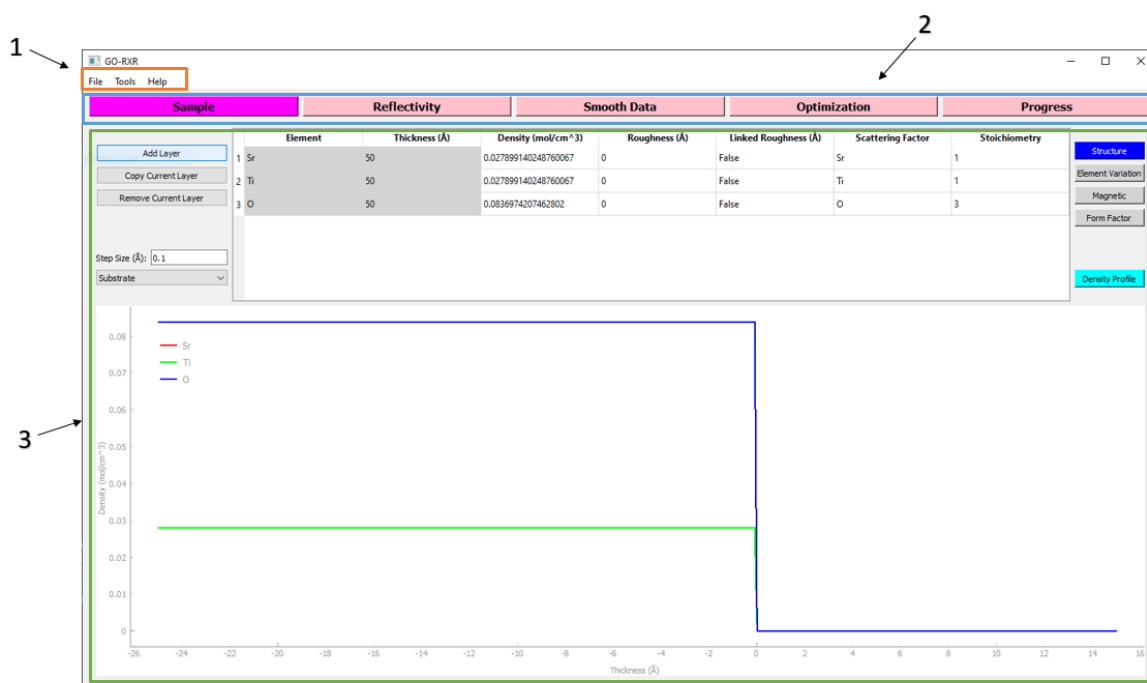 1
2
GO-RXR
File Tools Help
Sample Reflectivity Smooth Data Optimization Progress
Element Thickness (Å) Density (mol/cm^3) Roughness (Å) Linked Roughness (Å) Scattering Factor Stoichiometry
Add Layer
Copy Current Layer
Remove Current Layer
1 Sr 50 0.027899140248760067 0 False Sr 1
2 Ti 50 0.027899140248760067 0 False Ti 1
3 O 50 0.0836974207462802 0 False O 3
Structure
Element Variation
Magnetic
Form Factor
Step Size (Å): 0.1
Substrate
Density Profile
3
Density (mol/cm^3)
0.08
0.07
0.06
0.05
0.04
0.03
0.02
0.01
0
Sr
Ti
O
-26 -24 -22 -20 -18 -16 -14 -12 -10 -8 -6 -4 -2 0 2 4 6 8 10 12 14 16
Thickness (Å)